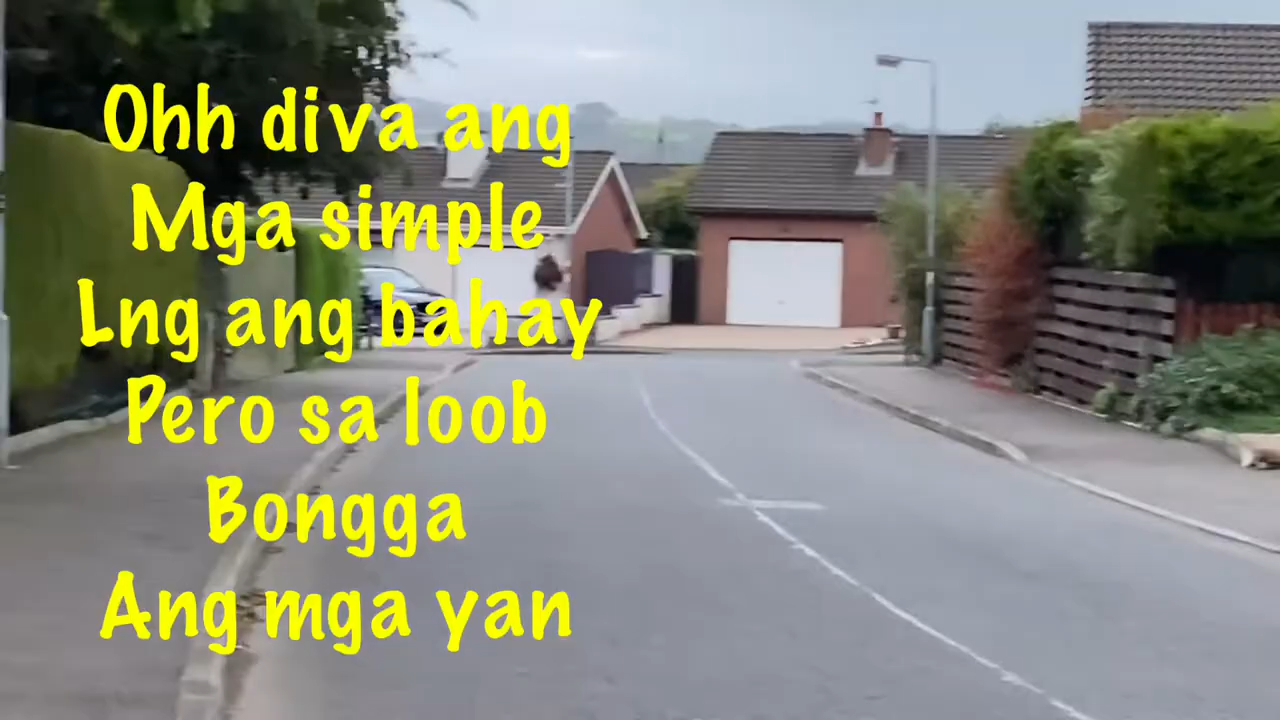 Ohh diva ang
Mga simple
Lng ang bahay
Pero sa loob
Bongga
Ang mga yan